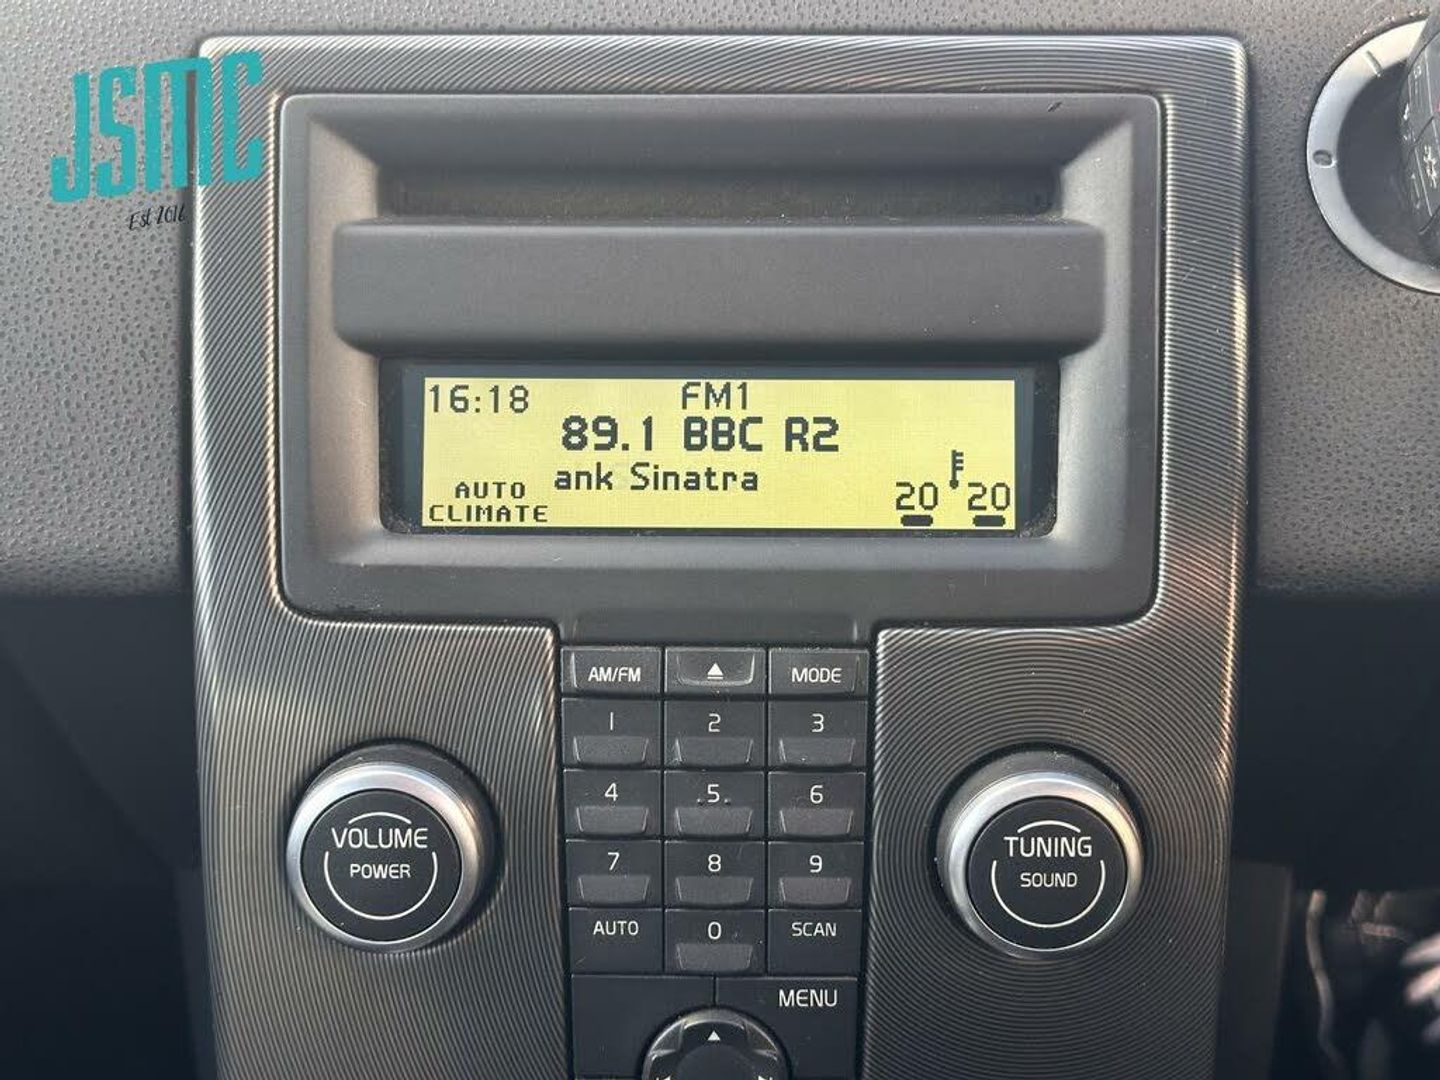 JSMC
Est 2016
16:18 FM1
89.1 BBC R2
ank Sinatra
AUTO
CLIMATE
20 20
AM/FM MODE
1 2 3
4 5 6
7 8 9
AUTO 0 SCAN
MENU
VOLUME
POWER
TUNING
SOUND
0